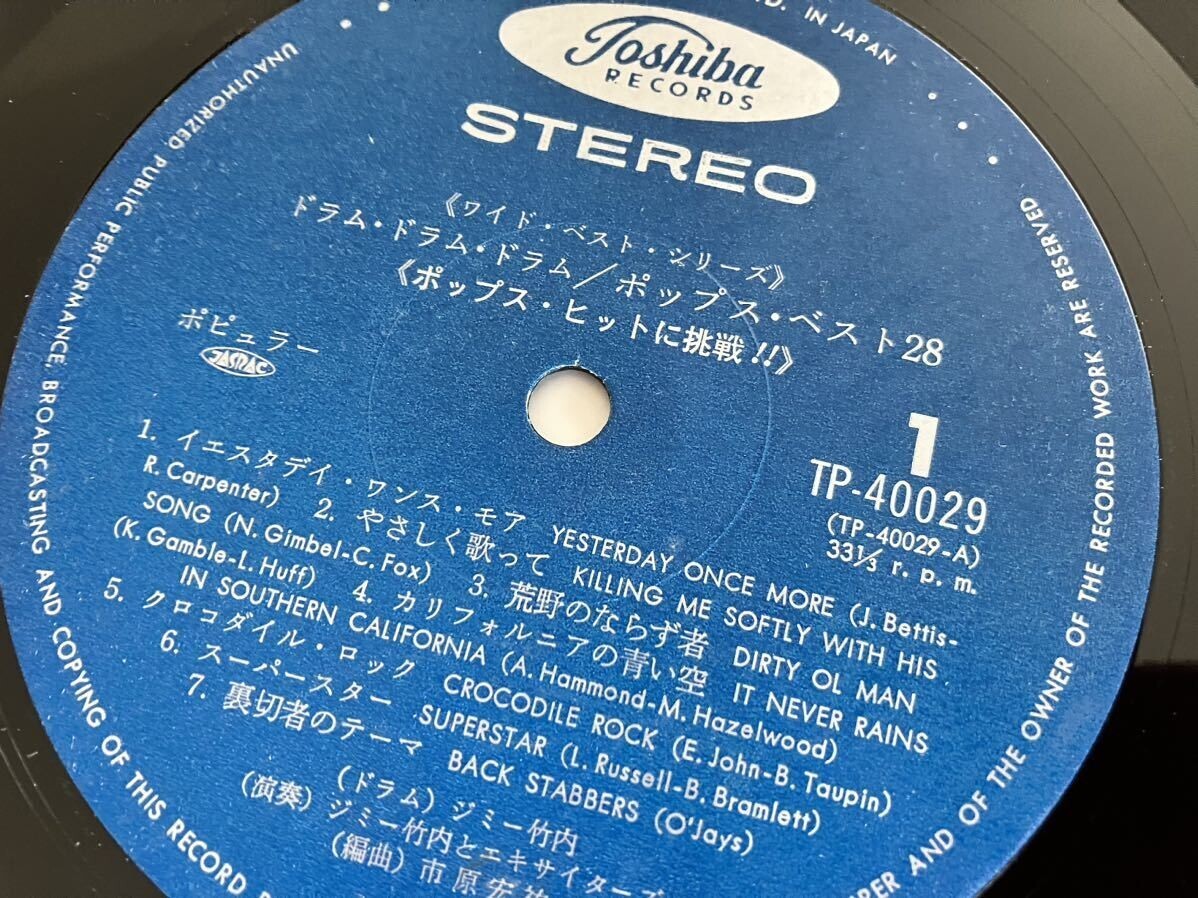 D. IN JAPAN
Toshiba
RECORDS
STEREO
《ワイド・ベスト・シリーズ》
ドラム・ドラム・ドラム/ポップス・ベスト28
《ポップス・ヒットに挑戦!!》
ポピュラー
JASRAC
1
TP-40029
(TP-40029-A)
33⅓ r. p. m.
1. イエスタデイ・ワンス・モア YESTERDAY ONCE MORE (J. Bettis-
R. Carpenter) 2. やさしく歌って KILLING ME SOFTLY WITH HIS
SONG (N. Gimbel-C. Fox) 3. 荒野のならず者 DIRTY OL MAN
(K. Gamble-L. Huff) 4. カリフォルニアの青い空 IT NEVER RAINS
IN SOUTHERN CALIFORNIA (A. Hammond-M. Hazelwood)
5. クロコダイル・ロック CROCODILE ROCK (E. John-B. Taupin)
6. スーパースター SUPERSTAR (L. Russell-B. Bramlett)
7. 裏切者のテーマ BACK STABBERS (O'Jays)
(ドラム) ジミー竹内
(演奏) ジミー竹内とエキサイターズ
(編曲) 市原宏
UNAUTHORIZED PUBLIC PERFORMANCE, BROADCASTING AND COPYING OF THIS RECORD
AND OF THE OWNER OF THE RECORDED WORK ARE RESERVED